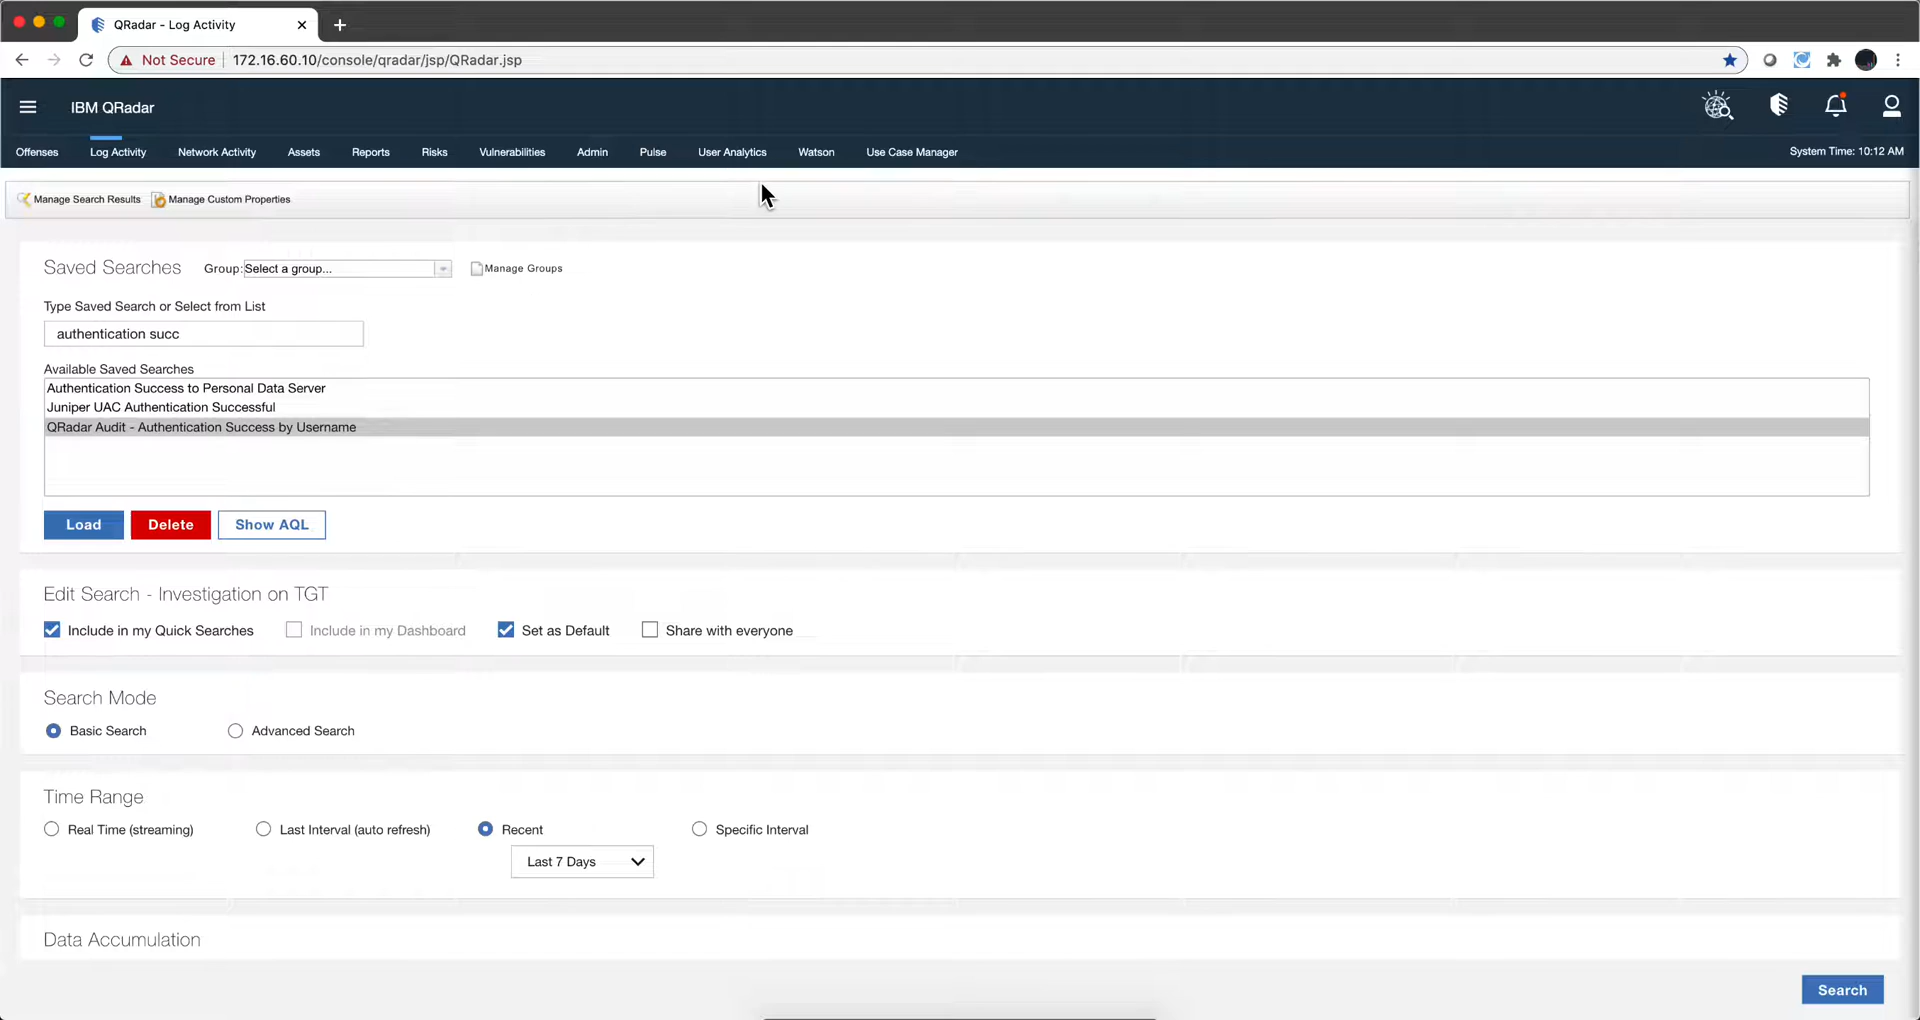 QRadar - Log Activity
Not Secure 172.16.60.10/console/qradar/jsp/QRadar.jsp
IBM QRadar
Offenses Log Activity Network Activity Assets Reports Risks Vulnerabilities Admin Pulse User Analytics Watson Use Case Manager System Time: 10:12 AM
Manage Search Results Manage Custom Properties
Saved Searches Group: Select a group... Manage Groups
Type Saved Search or Select from List
authentication succ
Available Saved Searches
Authentication Success to Personal Data Server
Juniper UAC Authentication Successful
QRadar Audit - Authentication Success by Username
Load Delete Show AQL
Edit Search - Investigation on TGT
Include in my Quick Searches Include in my Dashboard Set as Default Share with everyone
Search Mode
Basic Search Advanced Search
Time Range
Real Time (streaming) Last Interval (auto refresh) Recent Specific Interval
Last 7 Days
Data Accumulation
Search